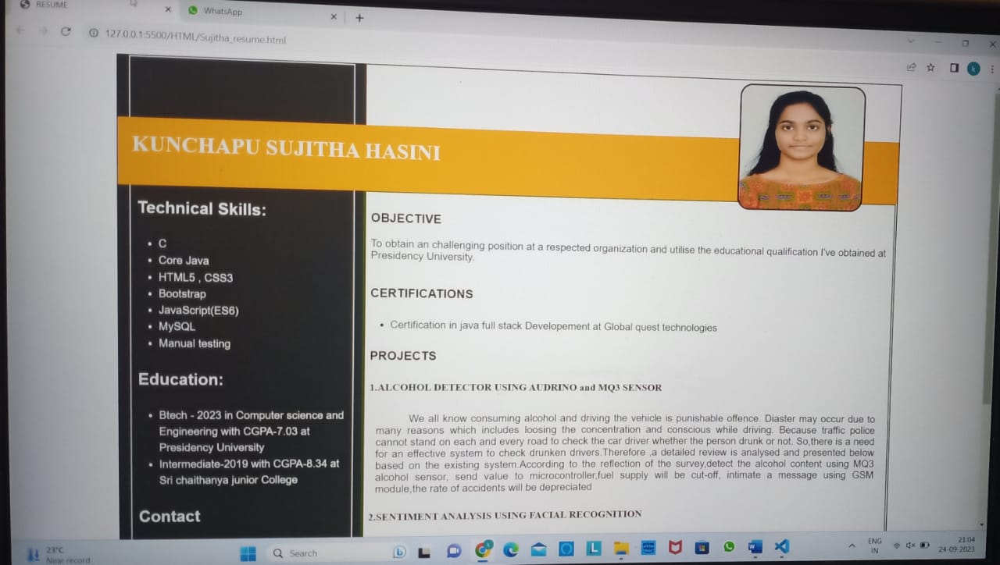 RESUME
WhatsApp
127.0.0.1:5500/HTML/Sujitha_resume.html
k
KUNCHAPU SUJITHA HASINI
Technical Skills:
C
Core Java
HTML5 , CSS3
Bootstrap
JavaScript(ES6)
MySQL
Manual testing
Education:
Btech - 2023 in Computer science and
Engineering with CGPA-7.03 at
Presidency University
Intermediate-2019 with CGPA-8.34 at
Sri chaithanya junior College
Contact
OBJECTIVE
To obtain an challenging position at a respected organization and utilise the educational qualification I've obtained at
Presidency University.
CERTIFICATIONS
Certification in java full stack Developement at Global quest technologies
PROJECTS
1.ALCOHOL DETECTOR USING AUDRINO and MQ3 SENSOR
We all know consuming alcohol and driving the vehicle is punishable offence. Diaster may occur due to
many reasons which includes loosing the concentration and conscious while driving. Because traffic police
cannot stand on each and every road to check the car driver whether the person drunk or not. So,there is a need
for an effective system to check drunken drivers.Therefore ,a detailed review is analysed and presented below
based on the existing system.According to the reflection of the survey,detect the alcohol content using MQ3
alcohol sensor, send value to microcontroller,fuel supply will be cut-off, intimate a message using GSM
module,the rate of accidents will be depreciated
2.SENTIMENT ANALYSIS USING FACIAL RECOGNITION
23°C
Near record
Search
ENG
IN
21:04
24-09-2023